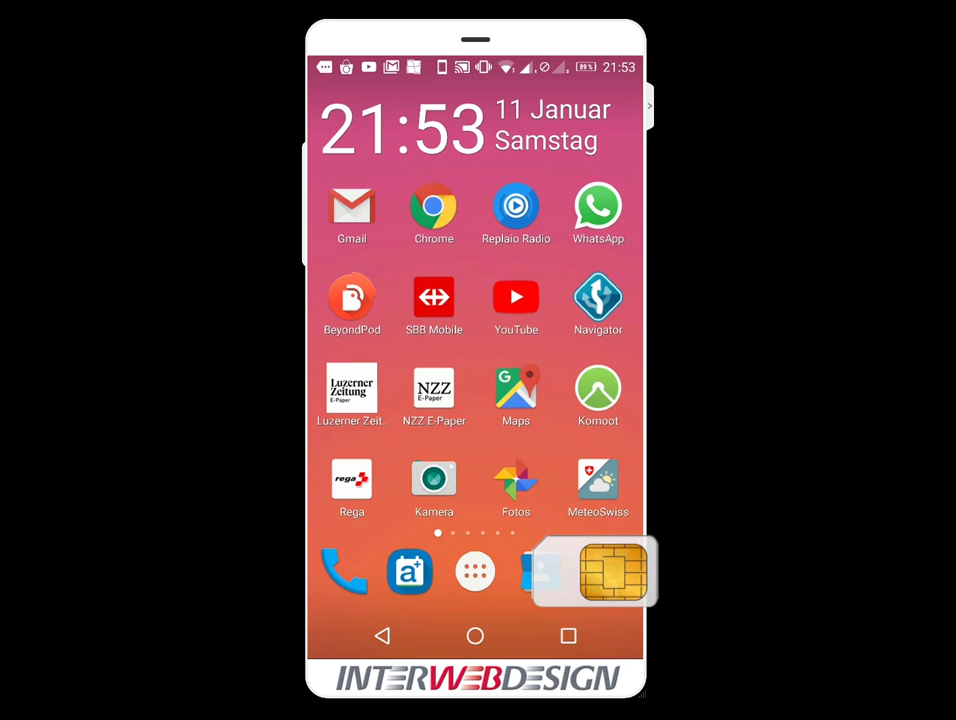 89% 21:53
21:53
11 Januar
Samstag
Gmail Chrome Replaio Radio WhatsApp
BeyondPod SBB Mobile YouTube Navigator
Luzerner
Zeitung
E-Paper
NZZ
E-Paper
G
Luzerner Zeit.. NZZ E-Paper Maps Komoot
rega
Rega Kamera Fotos MeteoSwiss
a+
INTERWEBDESIGN